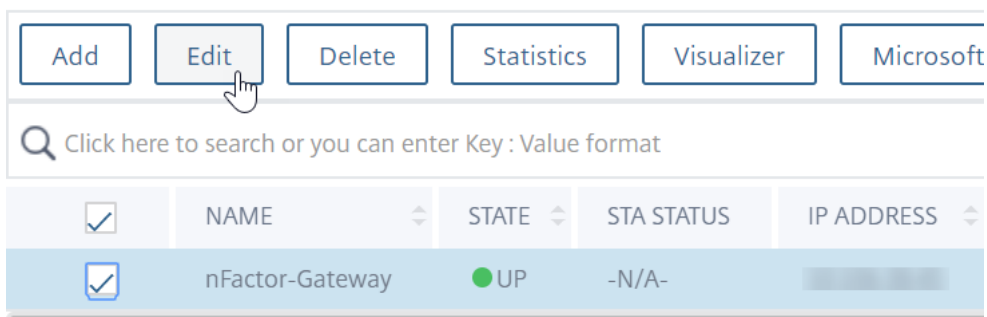 Add Edit Delete Statistics Visualizer Microsoft
Click here to search or you can enter Key : Value format
NAME STATE STA STATUS IP ADDRESS
nFactor-Gateway UP -N/A-